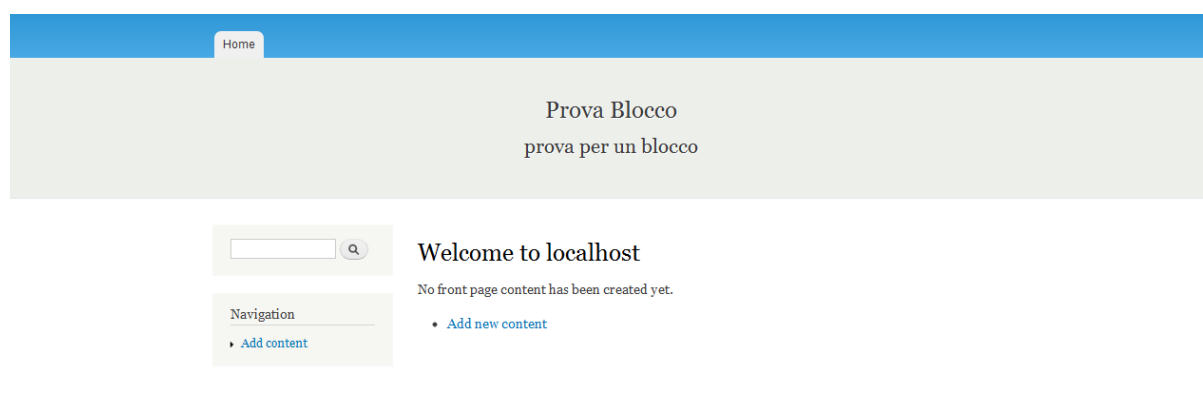 Home
Prova Blocco
prova per un blocco
Navigation
Add content
Welcome to localhost
No front page content has been created yet.
Add new content